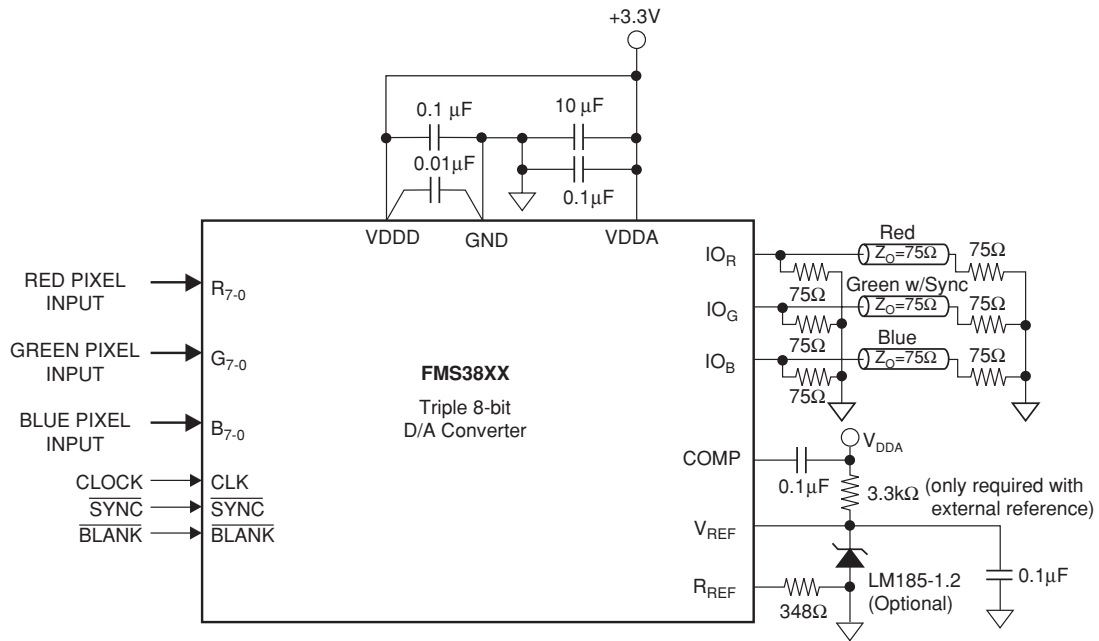 +3.3V
0.1 µF
10 µF
0.01µF
0.1µF
VDDD
GND
VDDA
RED PIXEL
INPUT
R7-0
GREEN PIXEL
INPUT
G7-0
BLUE PIXEL
INPUT
B7-0
CLOCK
CLK
SYNC
SYNC
BLANK
BLANK
FMS38XX
Triple 8-bit
D/A Converter
IOR
Red
ZO=75Ω
75Ω
75Ω
IOG
Green w/Sync
ZO=75Ω
75Ω
75Ω
IOB
Blue
ZO=75Ω
75Ω
75Ω
COMP
0.1µF
VDDA
3.3kΩ
(only required with
external reference)
VREF
LM185-1.2
(Optional)
0.1µF
RREF
348Ω